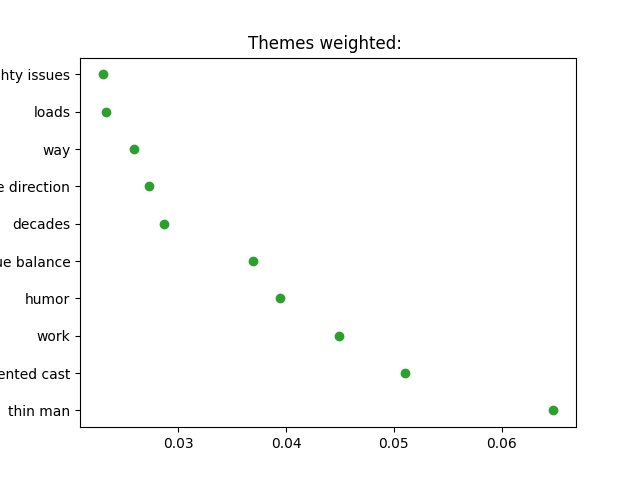 Themes weighted:
hty issues
loads
way
direction
decades
ue balance
humor
work
ented cast
thin man
0.03 0.04 0.05 0.06